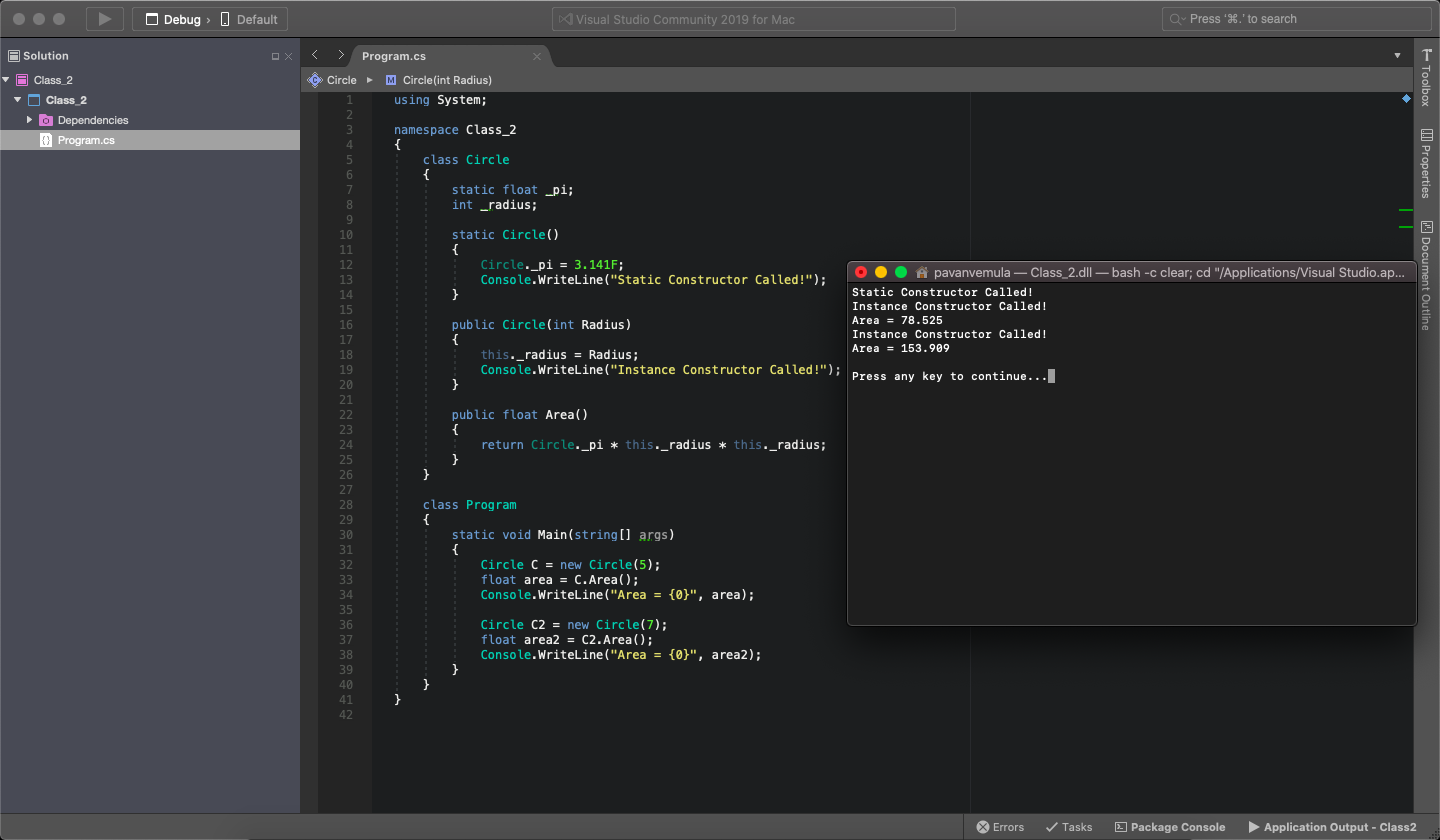 Debug › Default
Visual Studio Community 2019 for Mac
Press '⌘.' to search
Solution
Class_2
Class_2
Dependencies
Program.cs
Program.cs
Circle ▸ M Circle(int Radius)
1 using System;
2
3 namespace Class_2
4 {
5 class Circle
6 {
7 static float _pi;
8 int _radius;
9
10 static Circle()
11 {
12 Circle._pi = 3.141F;
13 Console.WriteLine("Static Constructor Called!");
14 }
15
16 public Circle(int Radius)
17 {
18 this._radius = Radius;
19 Console.WriteLine("Instance Constructor Called!");
20 }
21
22 public float Area()
23 {
24 return Circle._pi * this._radius * this._radius;
25 }
26 }
27
28 class Program
29 {
30 static void Main(string[] args)
31 {
32 Circle C = new Circle(5);
33 float area = C.Area();
34 Console.WriteLine("Area = {0}", area);
35
36 Circle C2 = new Circle(7);
37 float area2 = C2.Area();
38 Console.WriteLine("Area = {0}", area2);
39 }
40 }
41 }
42
pavanvemula — Class_2.dll — bash -c clear; cd "/Applications/Visual Studio.ap...
Static Constructor Called!
Instance Constructor Called!
Area = 78.525
Instance Constructor Called!
Area = 153.909
Press any key to continue...
Toolbox
Properties
Document Outline
Errors
Tasks
Package Console
Application Output - Class2